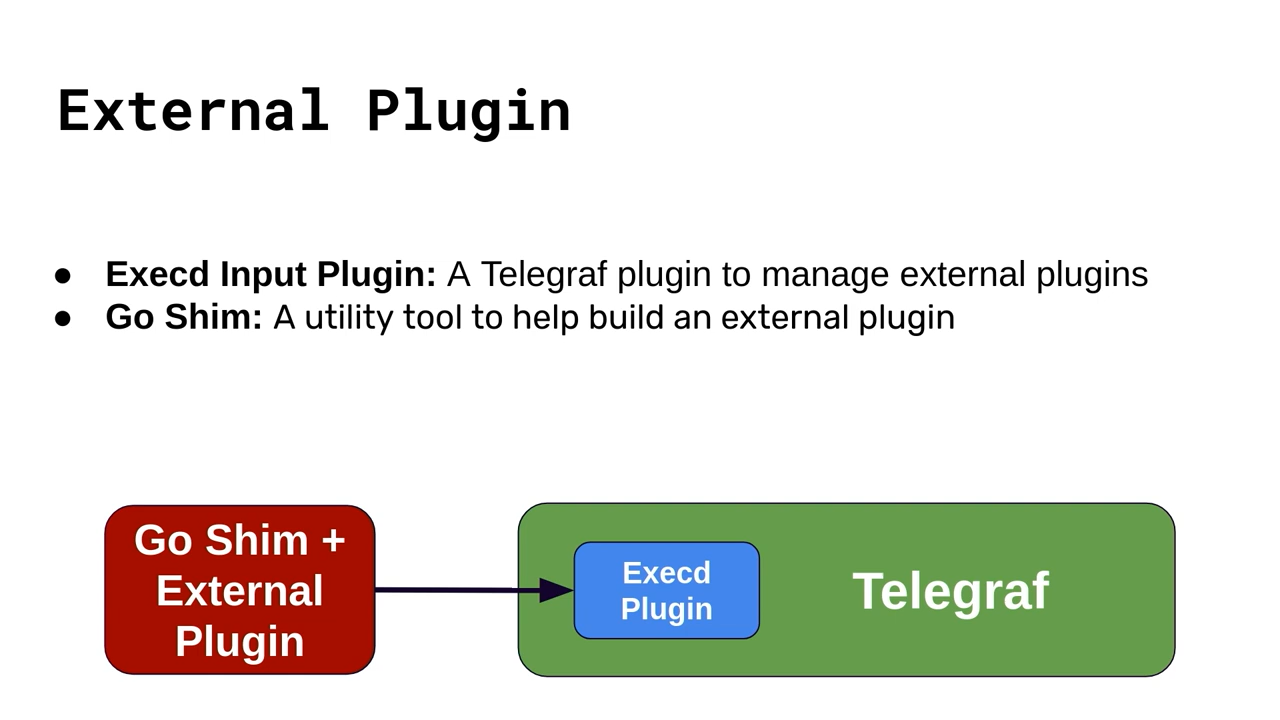 External Plugin
● Execd Input Plugin: A Telegraf plugin to manage external plugins
● Go Shim: A utility tool to help build an external plugin
Go Shim +
External
Plugin
Execd
Plugin
Telegraf